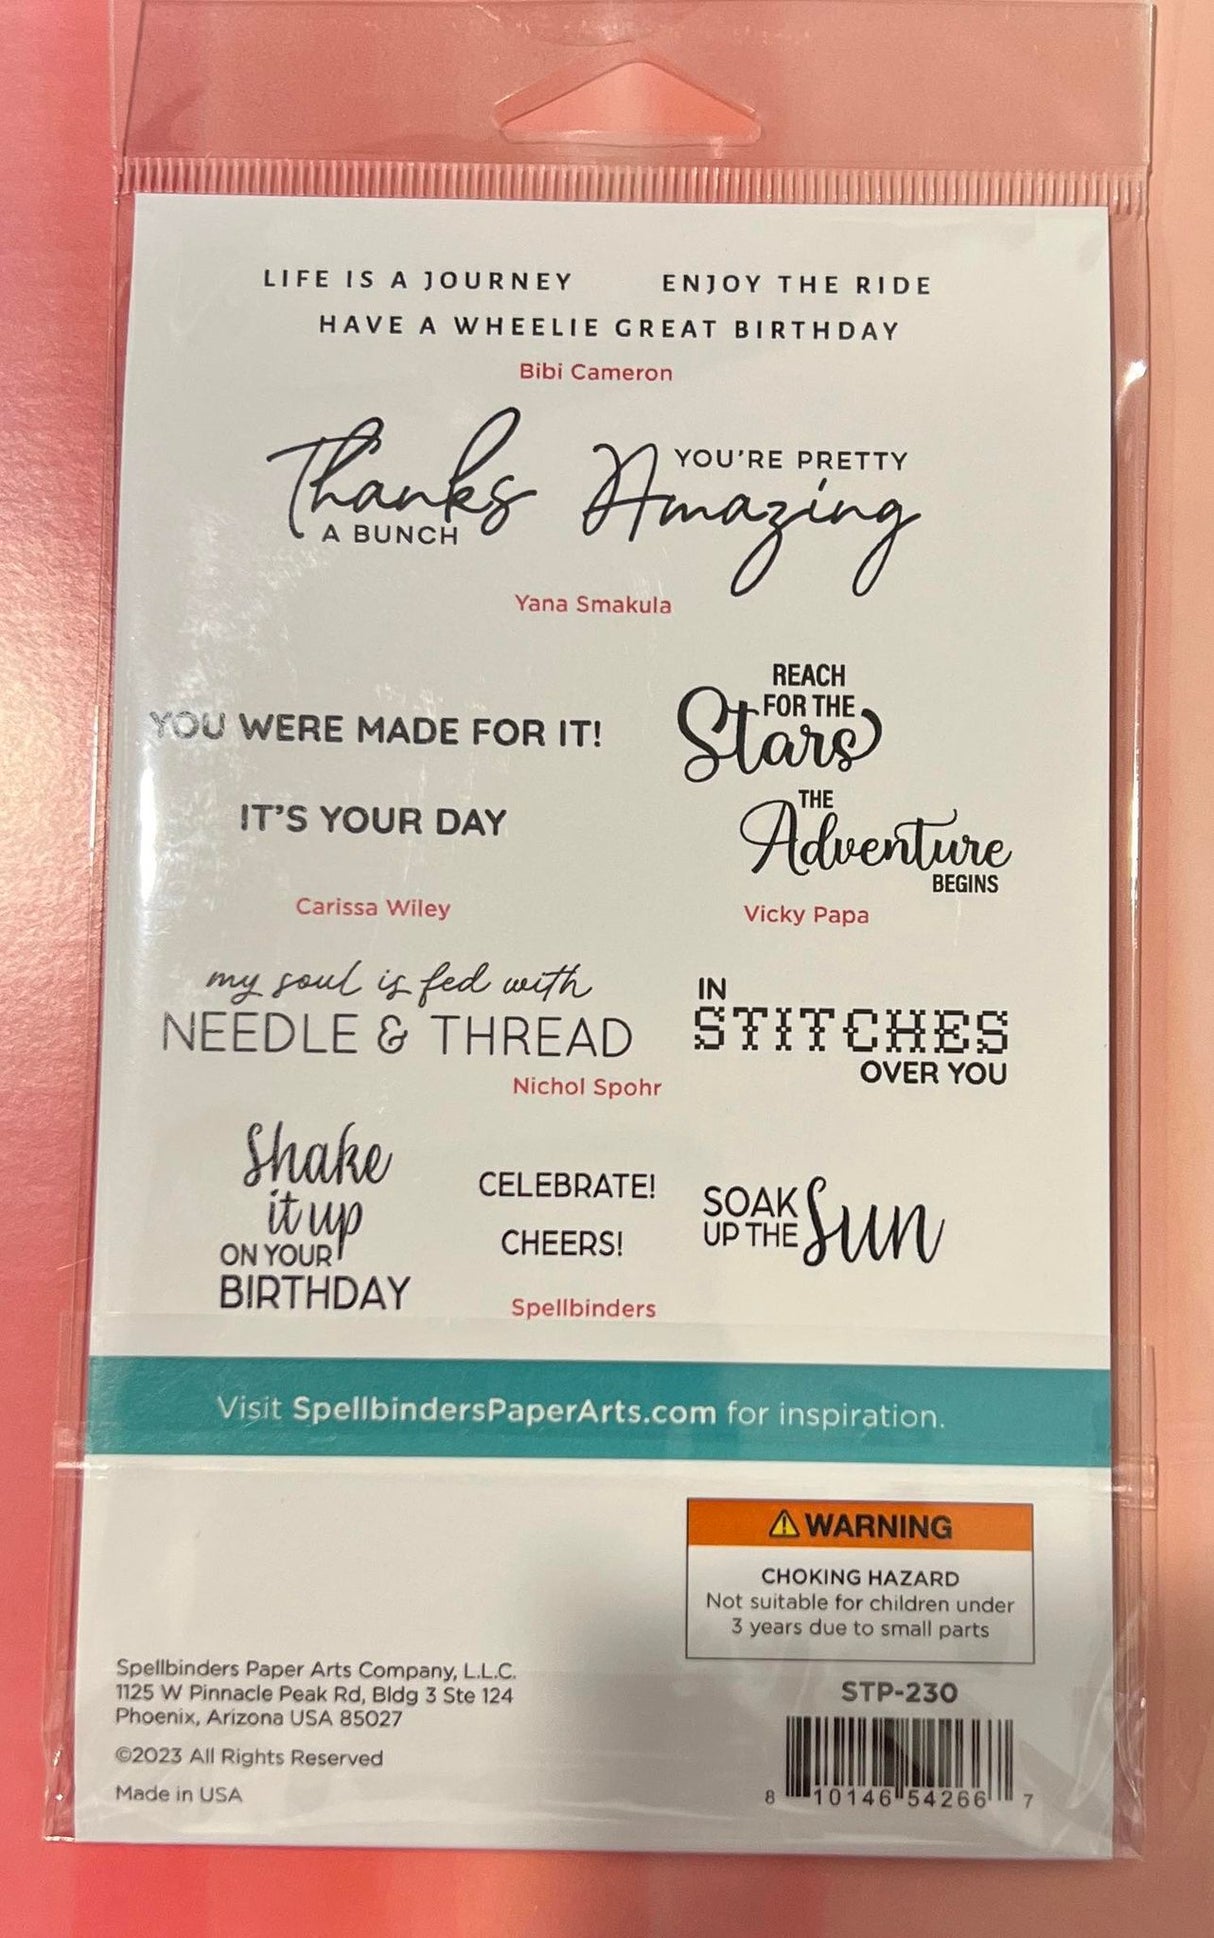 LIFE IS A JOURNEY
ENJOY THE RIDE
HAVE A WHEELIE GREAT BIRTHDAY
Bibi Cameron
Thanks
A BUNCH
YOU'RE PRETTY
Amazing
Yana Smakula
YOU WERE MADE FOR IT!
IT'S YOUR DAY
Carissa Wiley
REACH
FOR THE
Stars
THE
Adventure
BEGINS
Vicky Papa
my soul is fed with
NEEDLE & THREAD
IN
STITCHES
OVER YOU
Nichol Spohr
Shake
it up
ON YOUR
BIRTHDAY
CELEBRATE!
CHEERS!
SOAK
UP THE
Sun
Spellbinders
Visit SpellbindersPaperArts.com for inspiration.
WARNING
CHOKING HAZARD
Not suitable for children under
3 years due to small parts
Spellbinders Paper Arts Company, L.L.C.
1125 W Pinnacle Peak Rd, Bldg 3 Ste 124
Phoenix, Arizona USA 85027
©2023 All Rights Reserved
Made in USA
STP-230
8 10146 54266 7